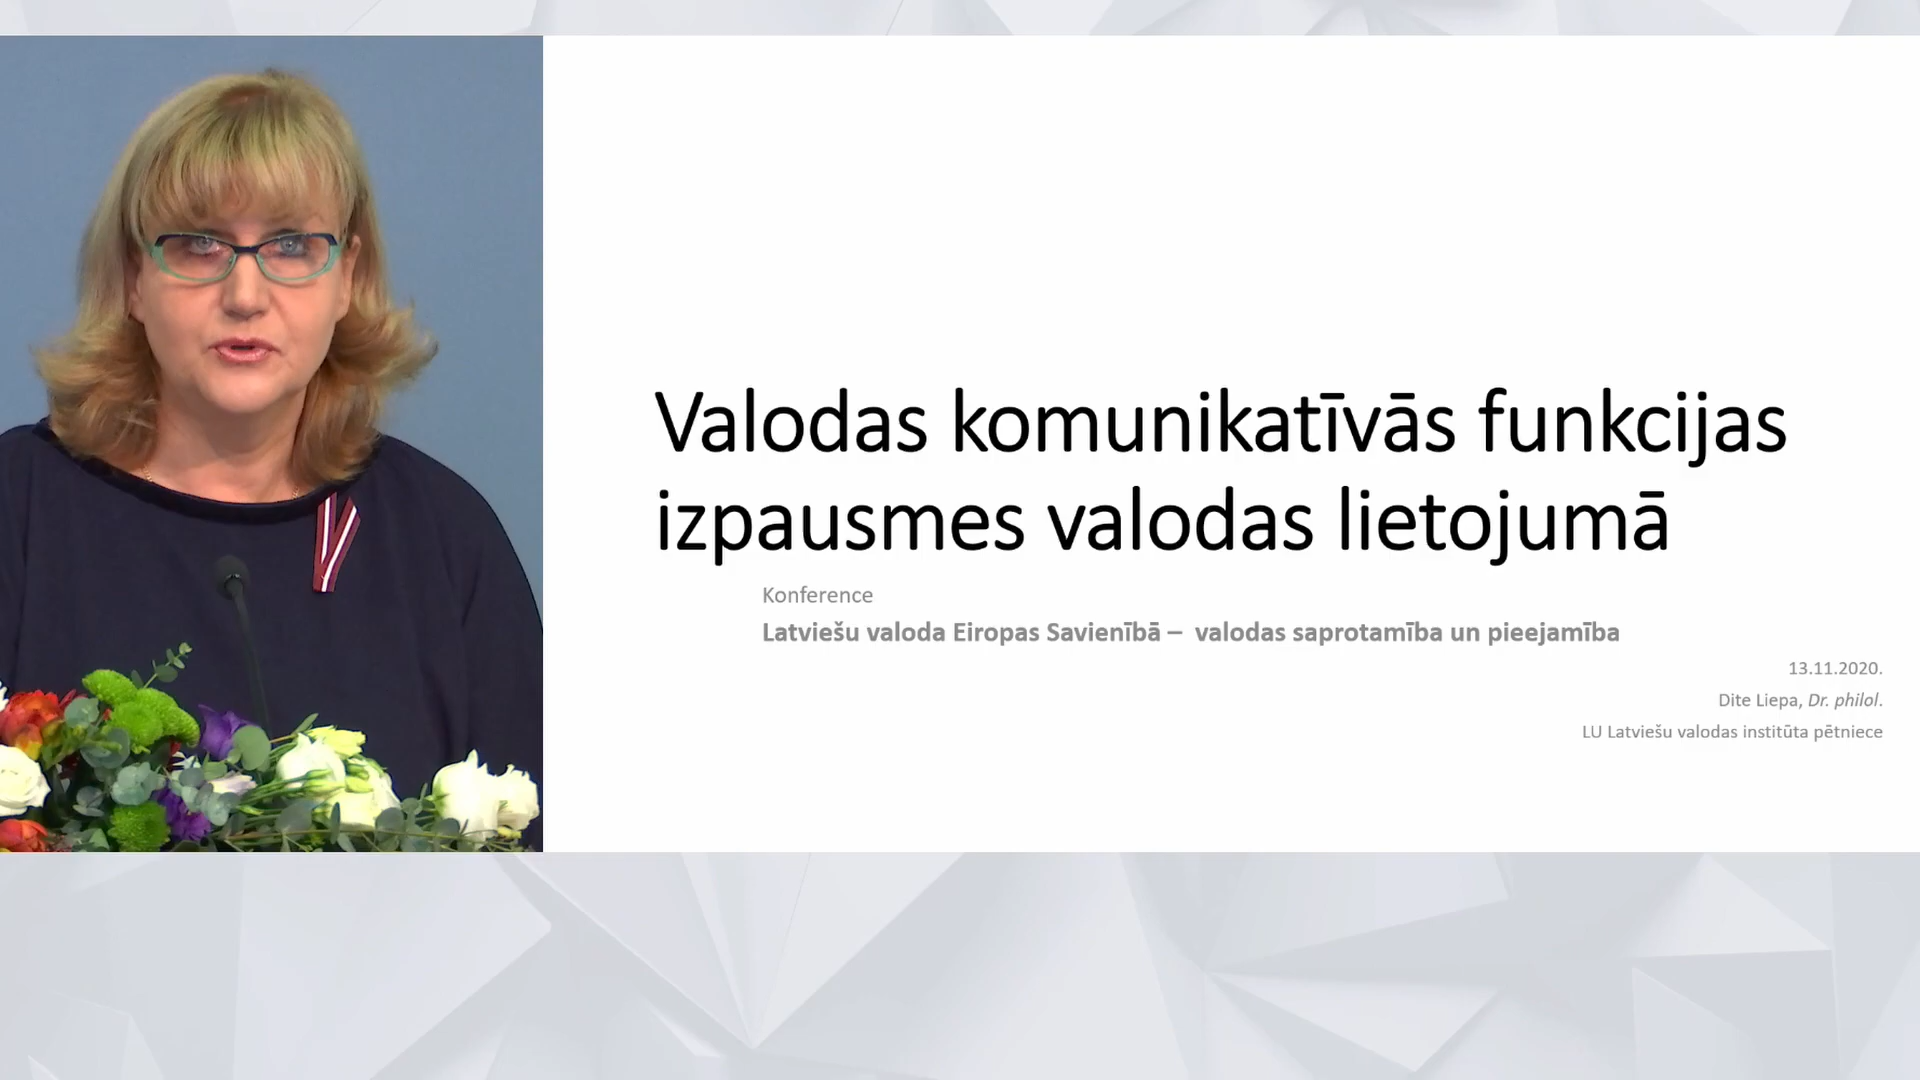 Valodas komunikatīvās funkcijas
izpausmes valodas lietojumā
Konference
Latviešu valoda Eiropas Savienībā – valodas saprotamība un pieejamība
13.11.2020.
Dite Liepa, Dr. philol.
LU Latviešu valodas institūta pētniece